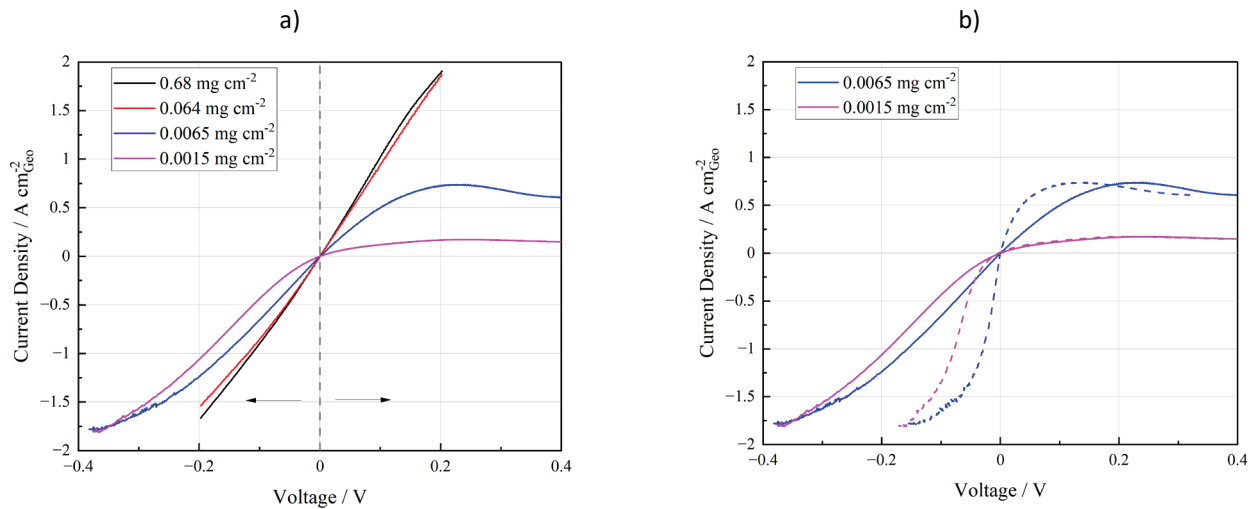 a)
b)
2
1.5
1
0.5
0
−0.5
−1
−1.5
−2
−0.4
−0.2
0
0.2
0.4
Current Density / A cm⁻²Geo
Voltage / V
0.68 mg cm⁻²
0.064 mg cm⁻²
0.0065 mg cm⁻²
0.0015 mg cm⁻²
2
1.5
1
0.5
0
−0.5
−1
−1.5
−2
−0.4
−0.2
0
0.2
0.4
Current Density / A cm⁻²Geo
Voltage / V
0.0065 mg cm⁻²
0.0015 mg cm⁻²